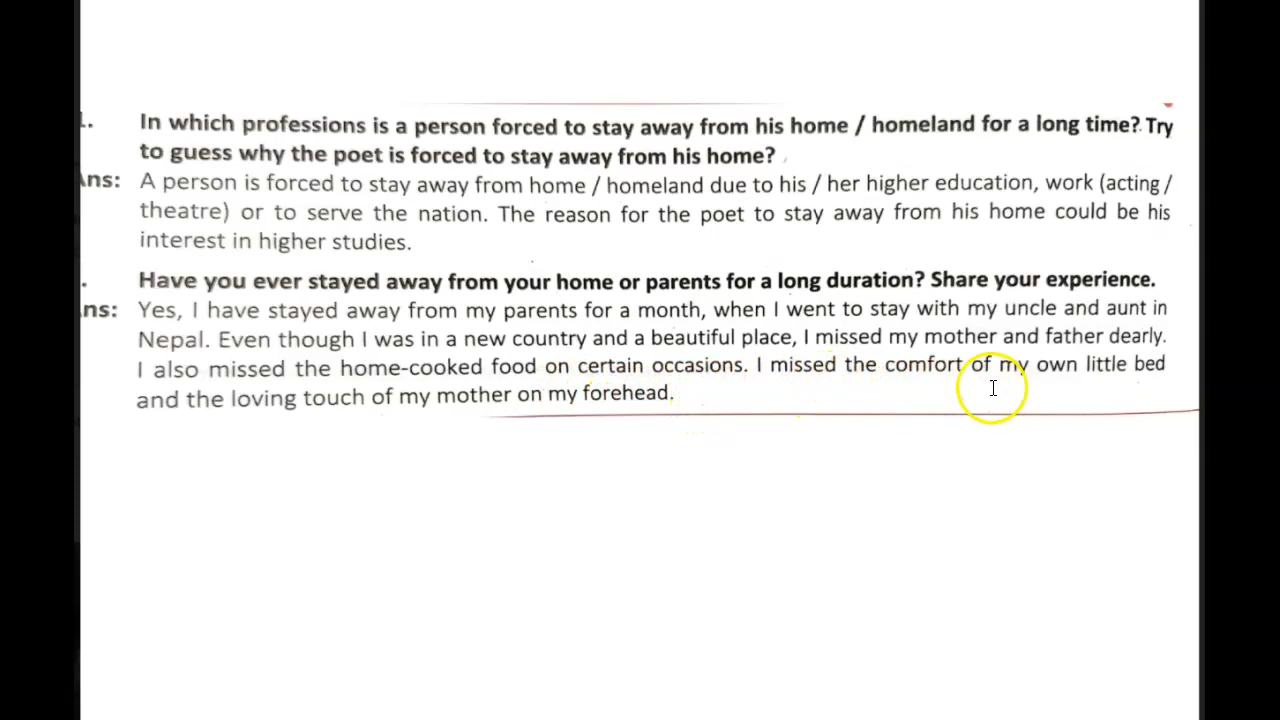 . In which professions is a person forced to stay away from his home / homeland for a long time? Try
to guess why the poet is forced to stay away from his home?
Ans: A person is forced to stay away from home / homeland due to his / her higher education, work (acting /
theatre) or to serve the nation. The reason for the poet to stay away from his home could be his
interest in higher studies.
. Have you ever stayed away from your home or parents for a long duration? Share your experience.
ns: Yes, I have stayed away from my parents for a month, when I went to stay with my uncle and aunt in
Nepal. Even though I was in a new country and a beautiful place, I missed my mother and father dearly.
I also missed the home-cooked food on certain occasions. I missed the comfort of my own little bed
and the loving touch of my mother on my forehead.